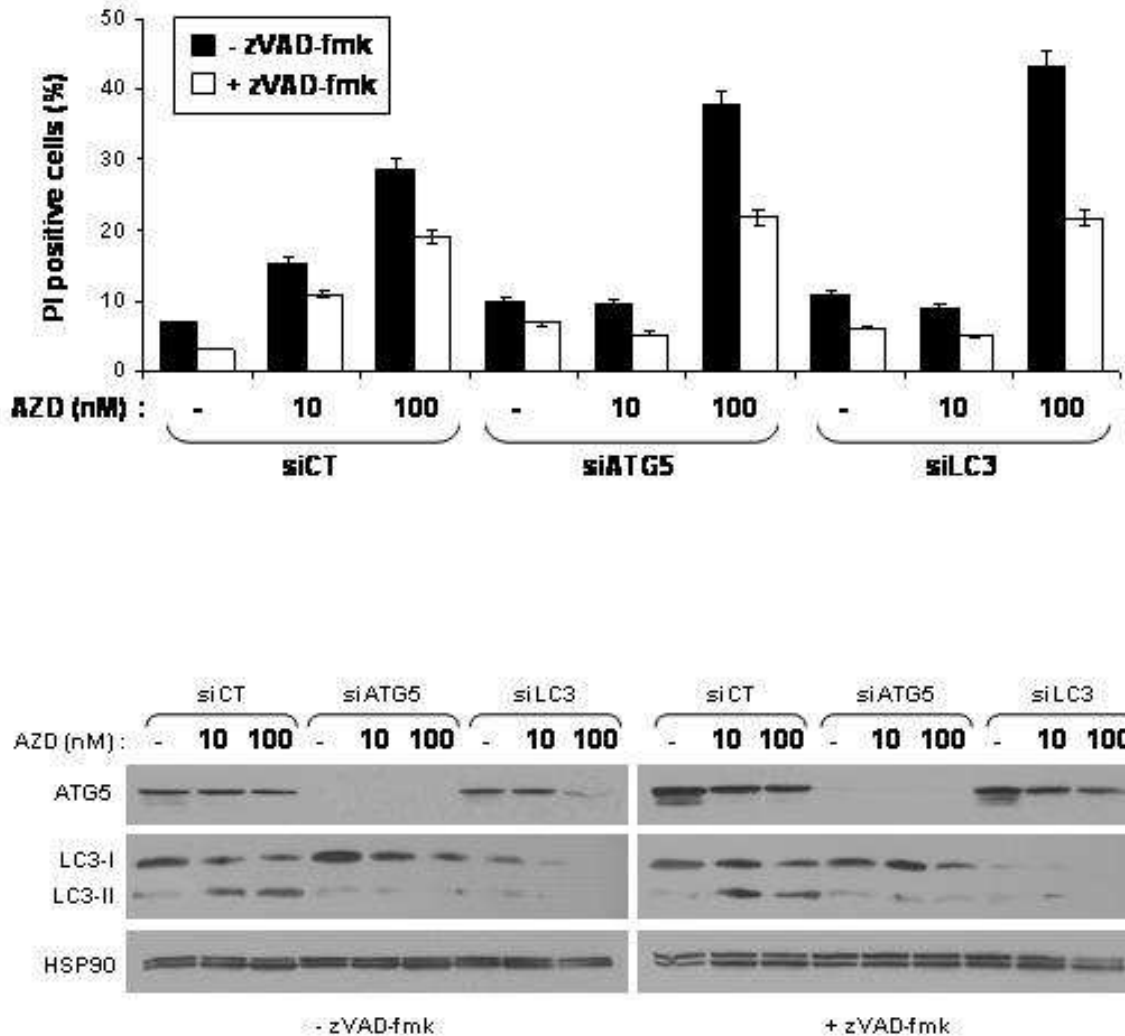 50
- zVAD-fmk
+ zVAD-fmk
40
30
20
10
0
PI positive cells (%)
AZD (nM) : - 10 100 - 10 100 - 10 100
siCT siATG5 siLC3
siCT siATG5 siLC3 siCT siATG5 siLC3
AZD (nM) : - 10 100 - 10 100 - 10 100 - 10 100 - 10 100 - 10 100
ATG5
LC3-I
LC3-II
HSP90
- zVAD-fmk + zVAD-fmk